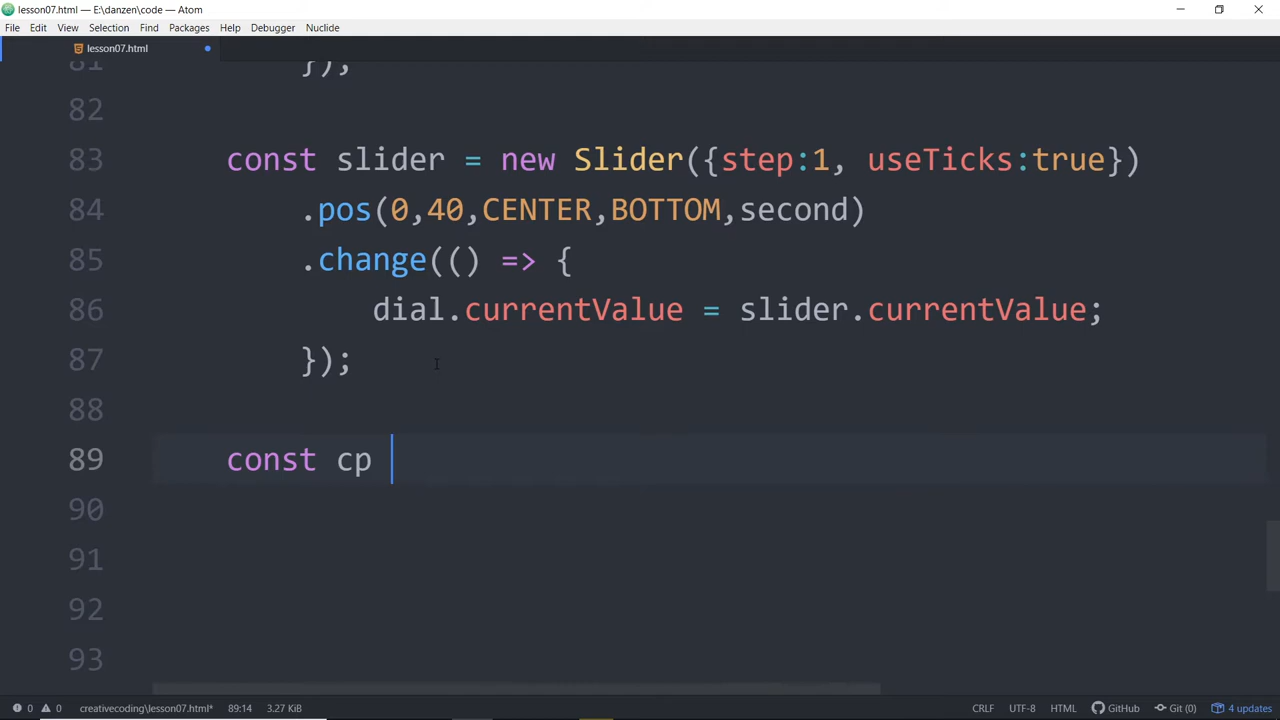 lesson07.html — E:\danzen\code — Atom
File Edit View Selection Find Packages Help Debugger Nuclide
lesson07.html
81 });
82
83 const slider = new Slider({step:1, useTicks:true})
84 .pos(0,40,CENTER,BOTTOM,second)
85 .change(() => {
86 dial.currentValue = slider.currentValue;
87 });
88
89 const cp
90
91
92
93
0 0 creativecoding\lesson07.html* 89:14 3.27 KiB CRLF UTF-8 HTML GitHub Git (0) 4 updates